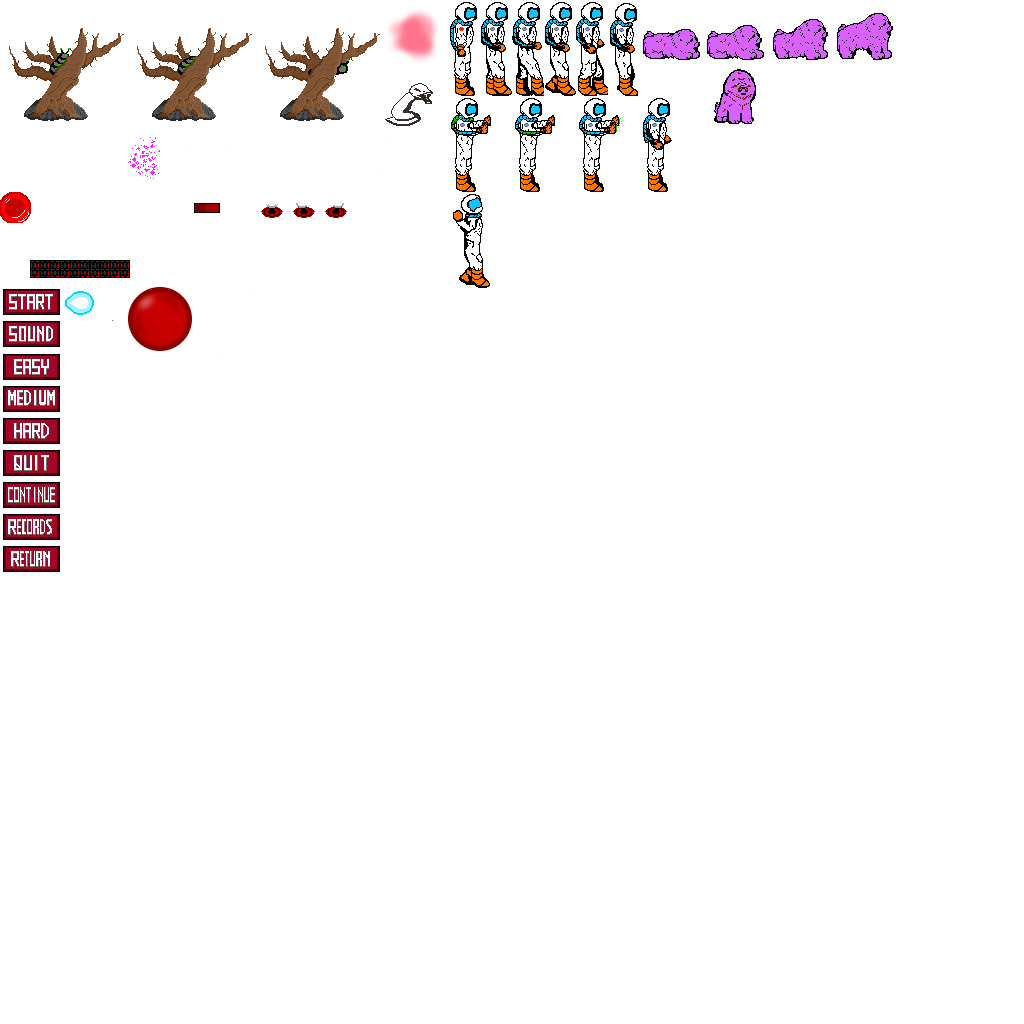 START
SOUND
EASY
MEDIUM
HARD
QUIT
CONTINUE
RECORDS
RETURN